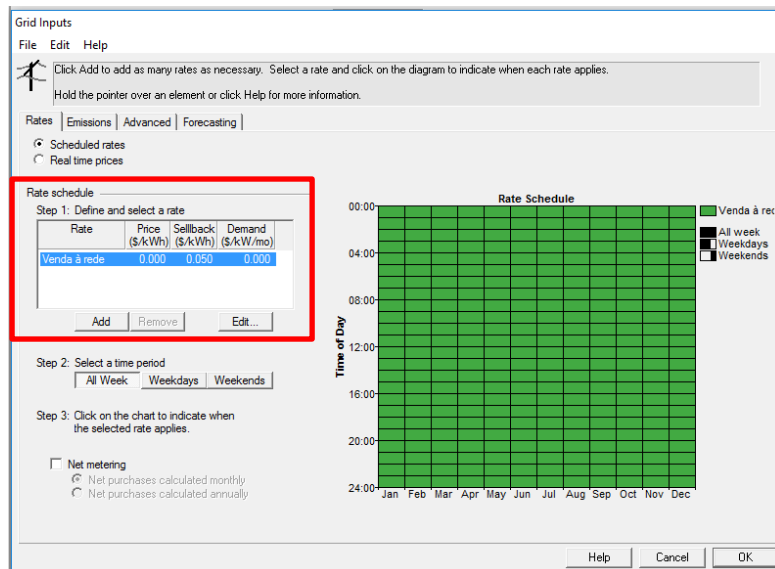 Grid Inputs
File Edit Help
Click Add to add as many rates as necessary. Select a rate and click on the diagram to indicate when each rate applies.
Hold the pointer over an element or click Help for more information.
Rates Emissions Advanced Forecasting
Scheduled rates
Real time prices
Rate schedule
Step 1: Define and select a rate
Rate Price Sellback Demand
($/kWh) ($/kWh) ($/kW/mo)
Venda à rede 0.000 0.050 0.000
Add Remove Edit...
Step 2: Select a time period
All Week Weekdays Weekends
Step 3: Click on the chart to indicate when
the selected rate applies.
Net metering
Net purchases calculated monthly
Net purchases calculated annually
Rate Schedule
Time of Day
00:00
04:00
08:00
12:00
16:00
20:00
24:00
Jan Feb Mar Apr May Jun Jul Aug Sep Oct Nov Dec
Venda à red
All week
Weekdays
Weekends
Help Cancel OK